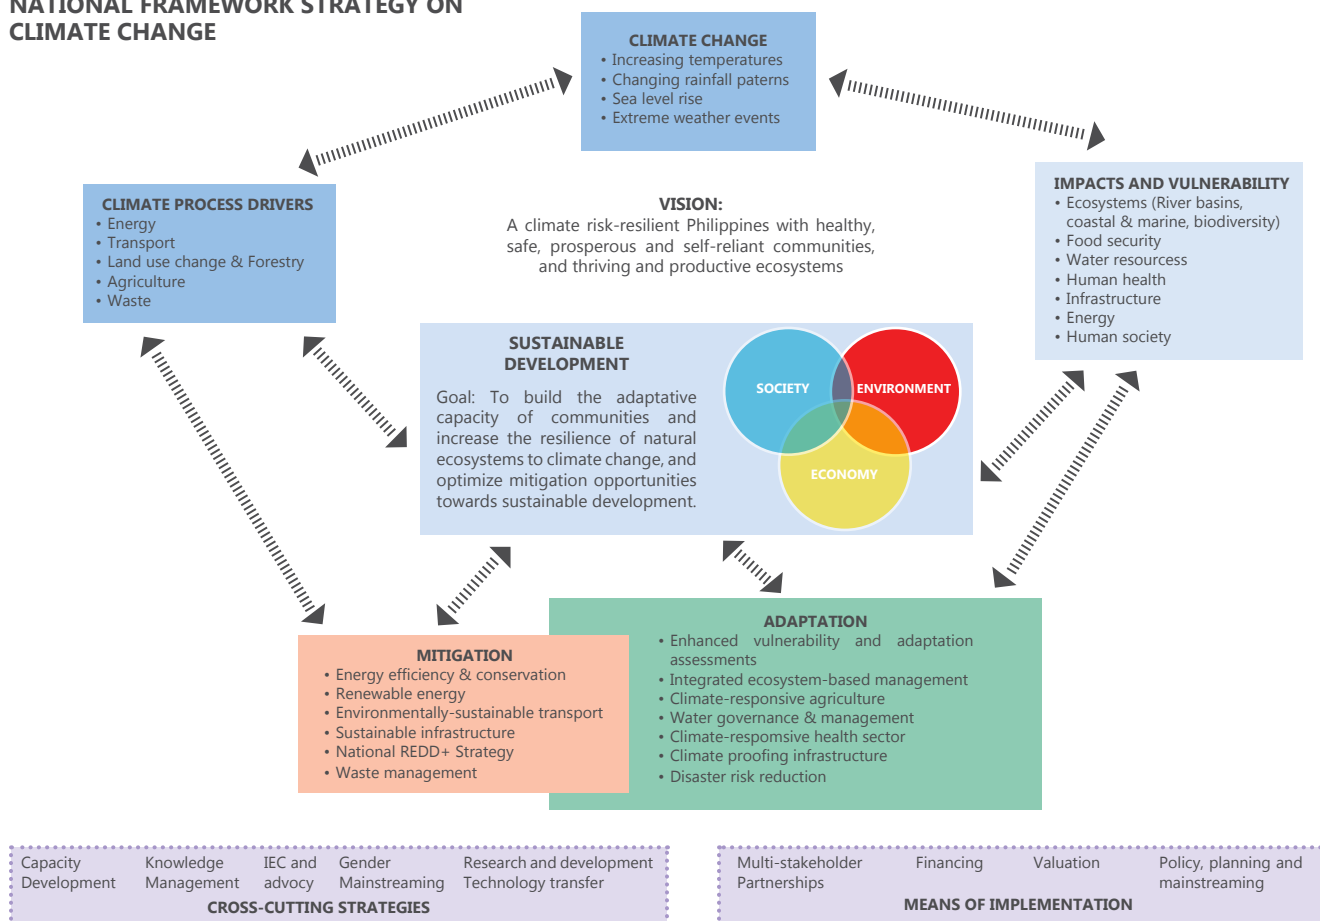 NATIONAL FRAMEWORK STRATEGY ON
CLIMATE CHANGE
CLIMATE CHANGE
• Increasing temperatures
• Changing rainfall paterns
• Sea level rise
• Extreme weather events
CLIMATE PROCESS DRIVERS
• Energy
• Transport
• Land use change & Forestry
• Agriculture
• Waste
VISION:
A climate risk-resilient Philippines with healthy,
safe, prosperous and self-reliant communities,
and thriving and productive ecosystems
IMPACTS AND VULNERABILITY
• Ecosystems (River basins,
coastal & marine, biodiversity)
• Food security
• Water resourcess
• Human health
• Infrastructure
• Energy
• Human society
SUSTAINABLE
DEVELOPMENT
Goal: To build the adaptative
capacity of communities and
increase the resilience of natural
ecosystems to climate change, and
optimize mitigation opportunities
towards sustainable development.
SOCIETY
ENVIRONMENT
ECONOMY
MITIGATION
• Energy efficiency & conservation
• Renewable energy
• Environmentally-sustainable transport
• Sustainable infrastructure
• National REDD+ Strategy
• Waste management
ADAPTATION
• Enhanced vulnerability and adaptation
assessments
• Integrated ecosystem-based management
• Climate-responsive agriculture
• Water governance & management
• Climate-respomsive health sector
• Climate proofing infrastructure
• Disaster risk reduction
Capacity
Development
Knowledge
Management
IEC and
advocy
Gender
Mainstreaming
Research and development
Technology transfer
CROSS-CUTTING STRATEGIES
Multi-stakeholder
Partnerships
Financing
Valuation
Policy, planning and
mainstreaming
MEANS OF IMPLEMENTATION